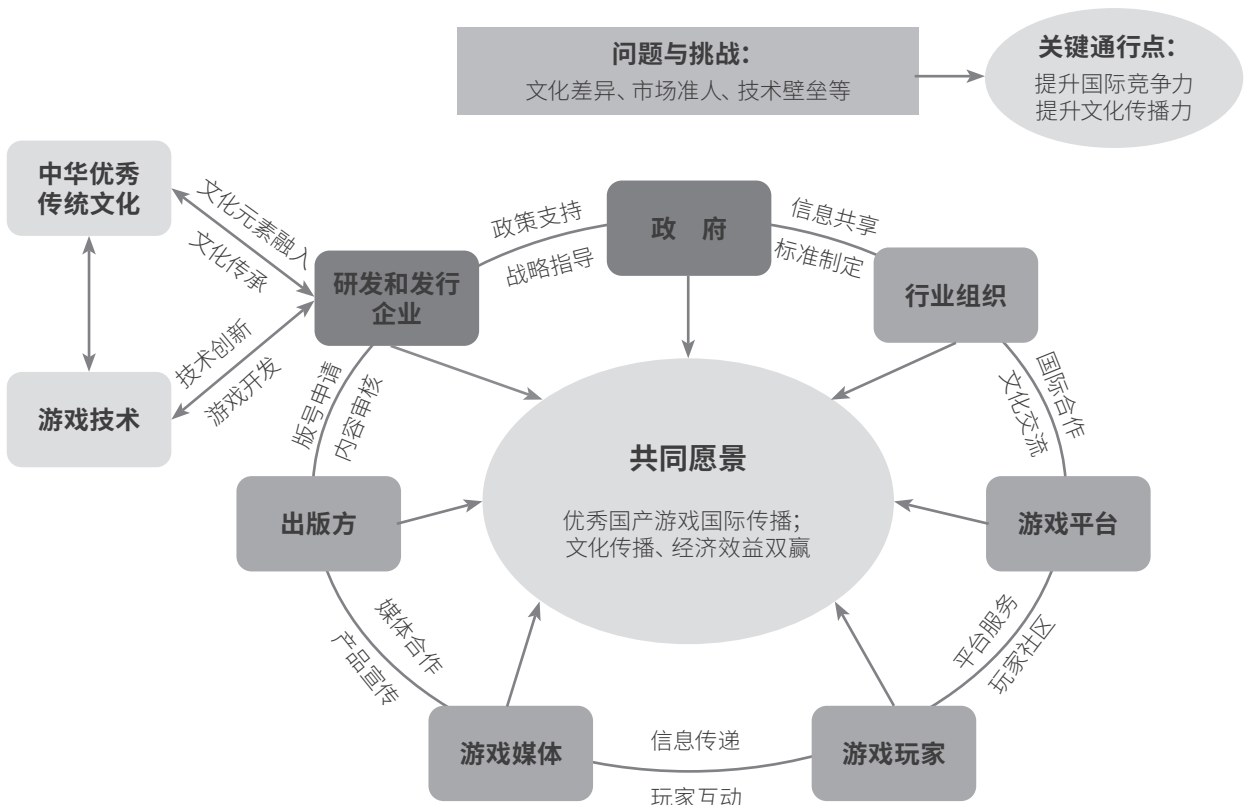 问题与挑战：
文化差异、市场准人、技术壁垒等
关键通行点：
提升国际竞争力
提升文化传播力
中华优秀
传统文化
文化元素融入
文化传承
政策支持
战略指导
政 府
信息共享
标准制定
研发和发行
企业
行业组织
技术创新
游戏开发
游戏技术
版号申请
内容审核
国际合作
文化交流
共同愿景
优秀国产游戏国际传播；
文化传播、经济效益双赢
出版方
游戏平台
媒体合作
产品宣传
平台服务
玩家社区
游戏媒体
信息传递
玩家互动
游戏玩家